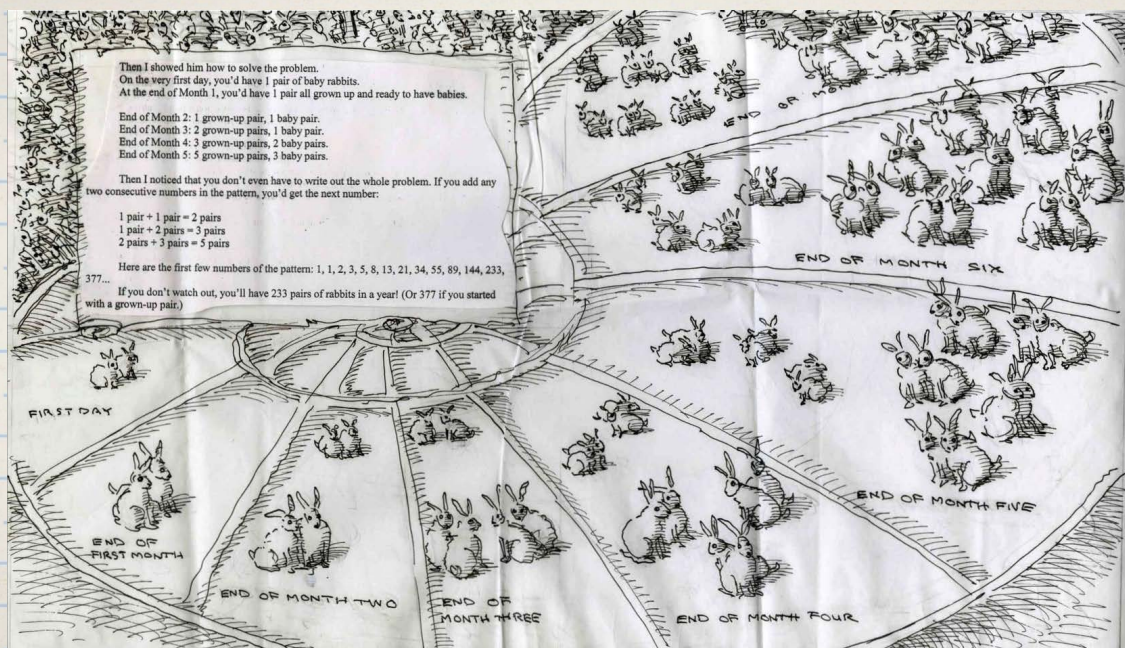 Then I showed him how to solve the problem.
On the very first day, you'd have 1 pair of baby rabbits.
At the end of Month 1, you'd have 1 pair all grown up and ready to have babies.
End of Month 2: 1 grown-up pair, 1 baby pair.
End of Month 3: 2 grown-up pairs, 1 baby pair.
End of Month 4: 3 grown-up pairs, 2 baby pairs.
End of Month 5: 5 grown-up pairs, 3 baby pairs.
Then I noticed that you don't even have to write out the whole problem. If you add any
two consecutive numbers in the pattern, you'd get the next number:
1 pair + 1 pair = 2 pairs
1 pair + 2 pairs = 3 pairs
2 pairs + 3 pairs = 5 pairs
Here are the first few numbers of the pattern: 1, 1, 2, 3, 5, 8, 13, 21, 34, 55, 89, 144, 233,
377...
If you don't watch out, you'll have 233 pairs of rabbits in a year! (Or 377 if you started
with a grown-up pair.)
FIRST DAY
END OF
FIRST MONTH
END OF MONTH TWO
END OF
MONTH THREE
END OF MONTH FOUR
END OF MONTH FIVE
END OF MONTH SIX
END
OF MONTH